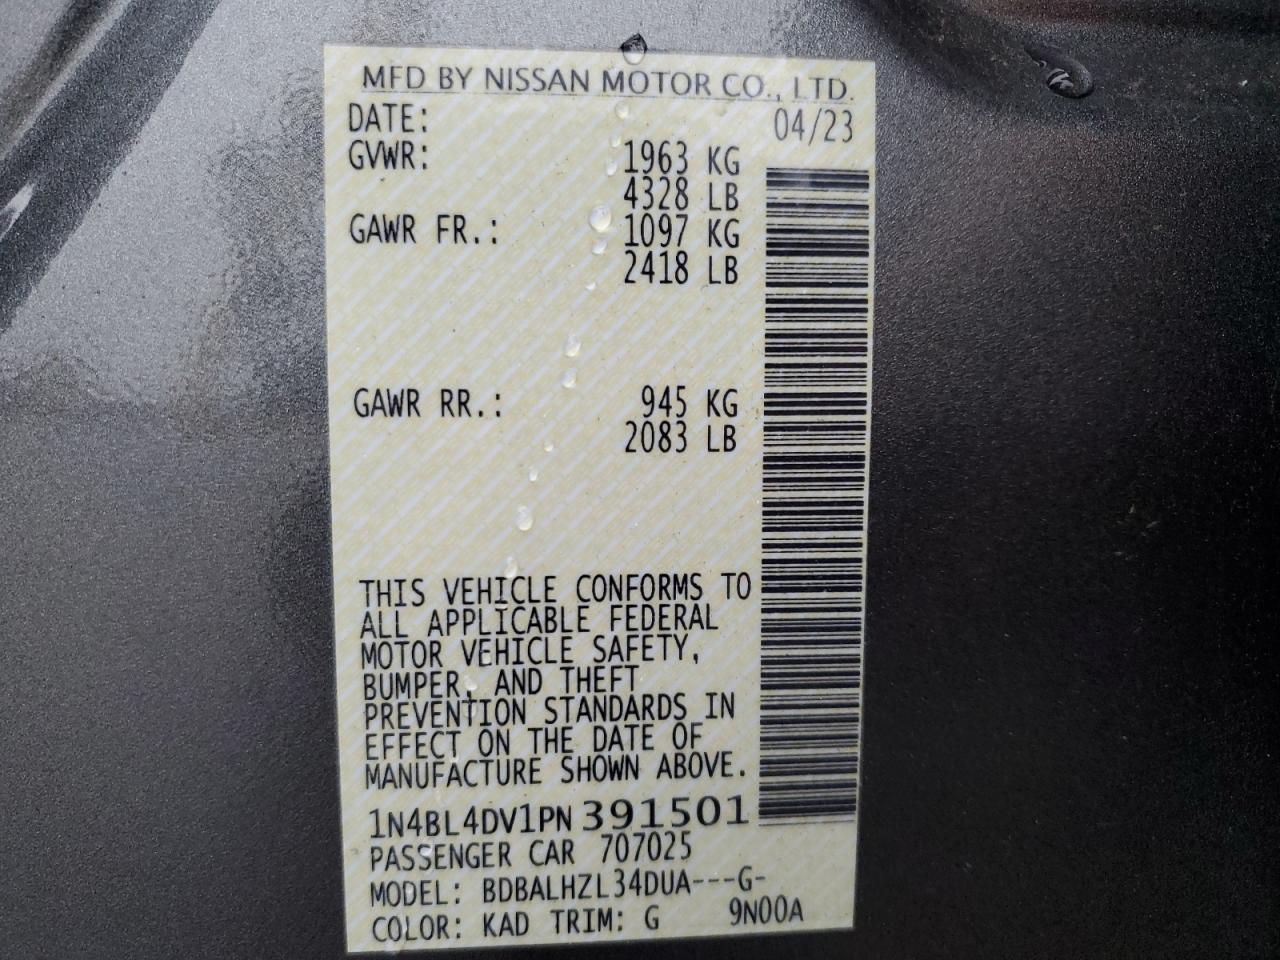 MFD BY NISSAN MOTOR CO., LTD.
DATE: 04/23
GVWR: 1963 KG
4328 LB
GAWR FR.: 1097 KG
2418 LB
GAWR RR.: 945 KG
2083 LB
THIS VEHICLE CONFORMS TO
ALL APPLICABLE FEDERAL
MOTOR VEHICLE SAFETY,
BUMPER, AND THEFT
PREVENTION STANDARDS IN
EFFECT ON THE DATE OF
MANUFACTURE SHOWN ABOVE.
1N4BL4DV1PN391501
PASSENGER CAR 707025
MODEL: BDBALHZL34DUA---G-
COLOR: KAD TRIM: G 9N00A